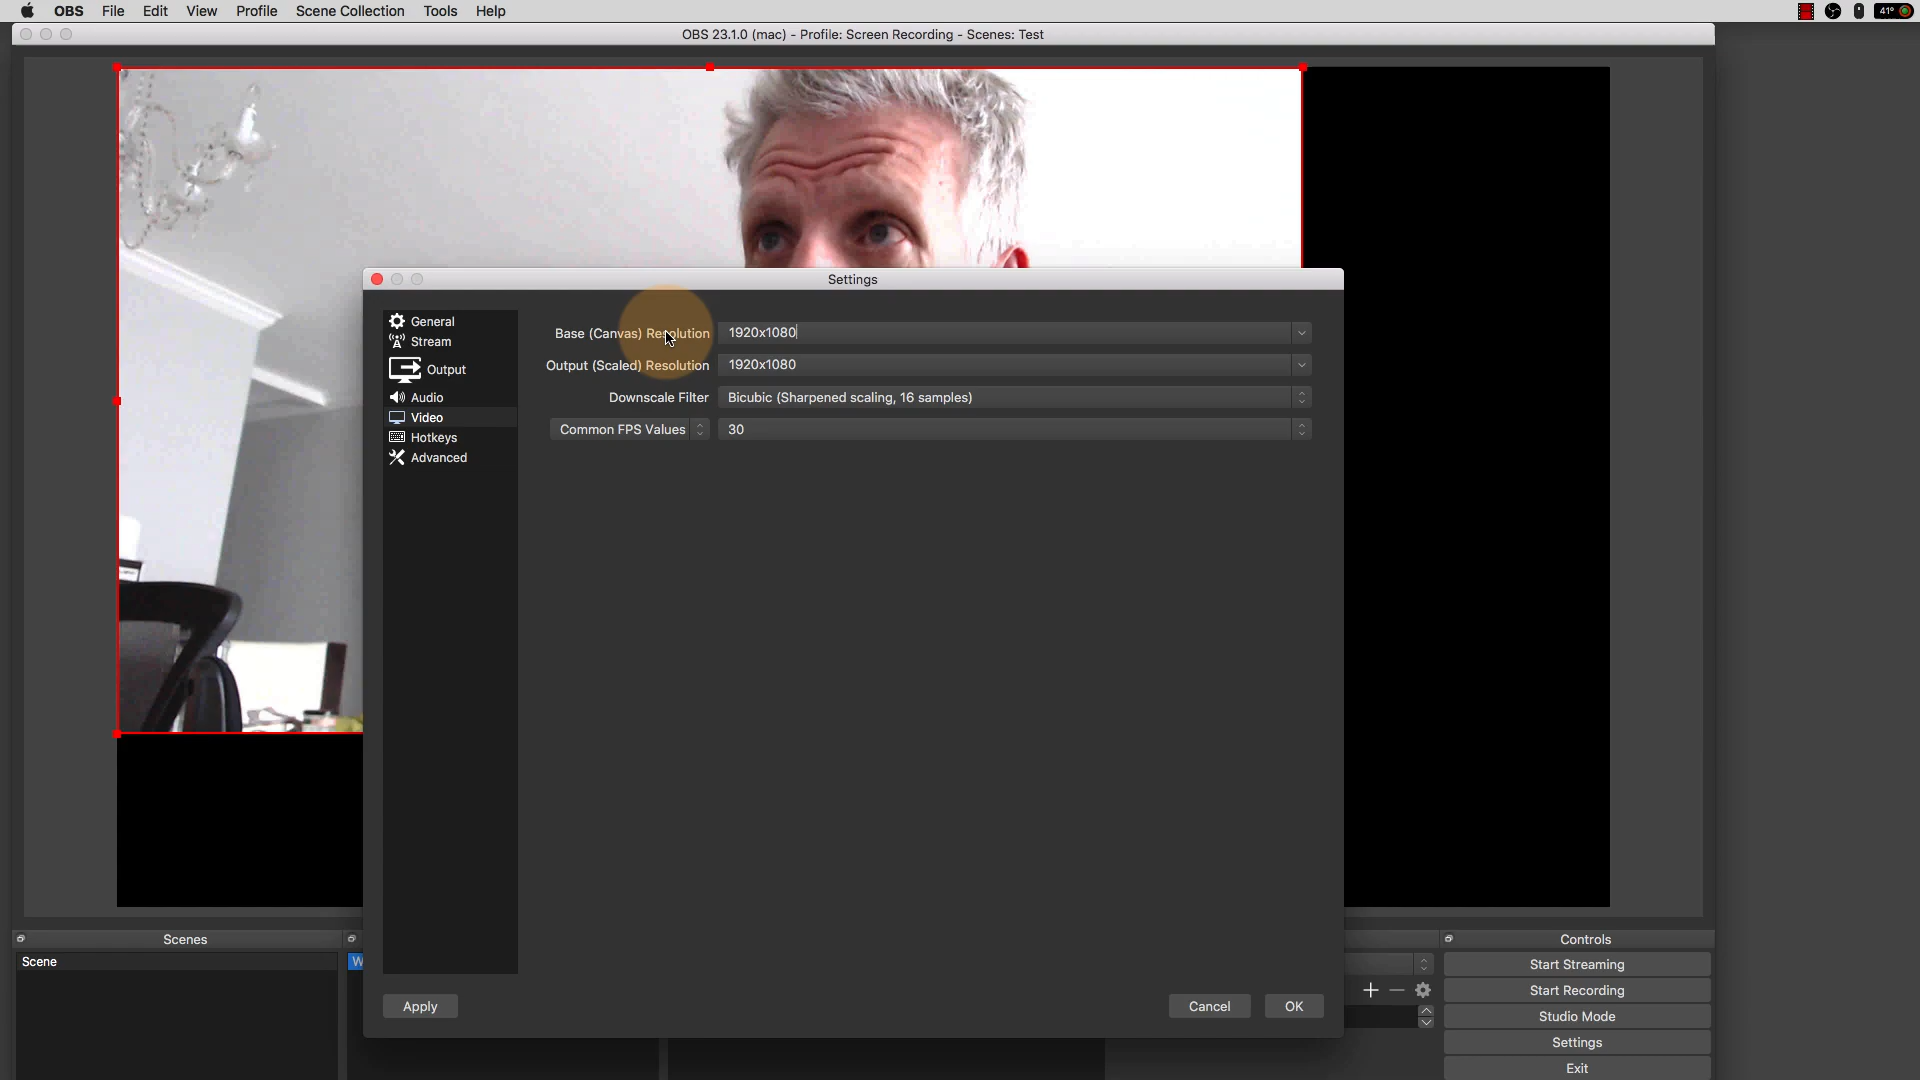 OBS File Edit View Profile Scene Collection Tools Help
41°
OBS 23.1.0 (mac) - Profile: Screen Recording - Scenes: Test
Settings
General
Stream
Output
Audio
Video
Hotkeys
Advanced
Base (Canvas) Resolution 1920x1080
Output (Scaled) Resolution 1920x1080
Downscale Filter Bicubic (Sharpened scaling, 16 samples)
Common FPS Values 30
Apply Cancel OK
Scenes
Scene
W
Controls
Start Streaming
Start Recording
Studio Mode
Settings
Exit